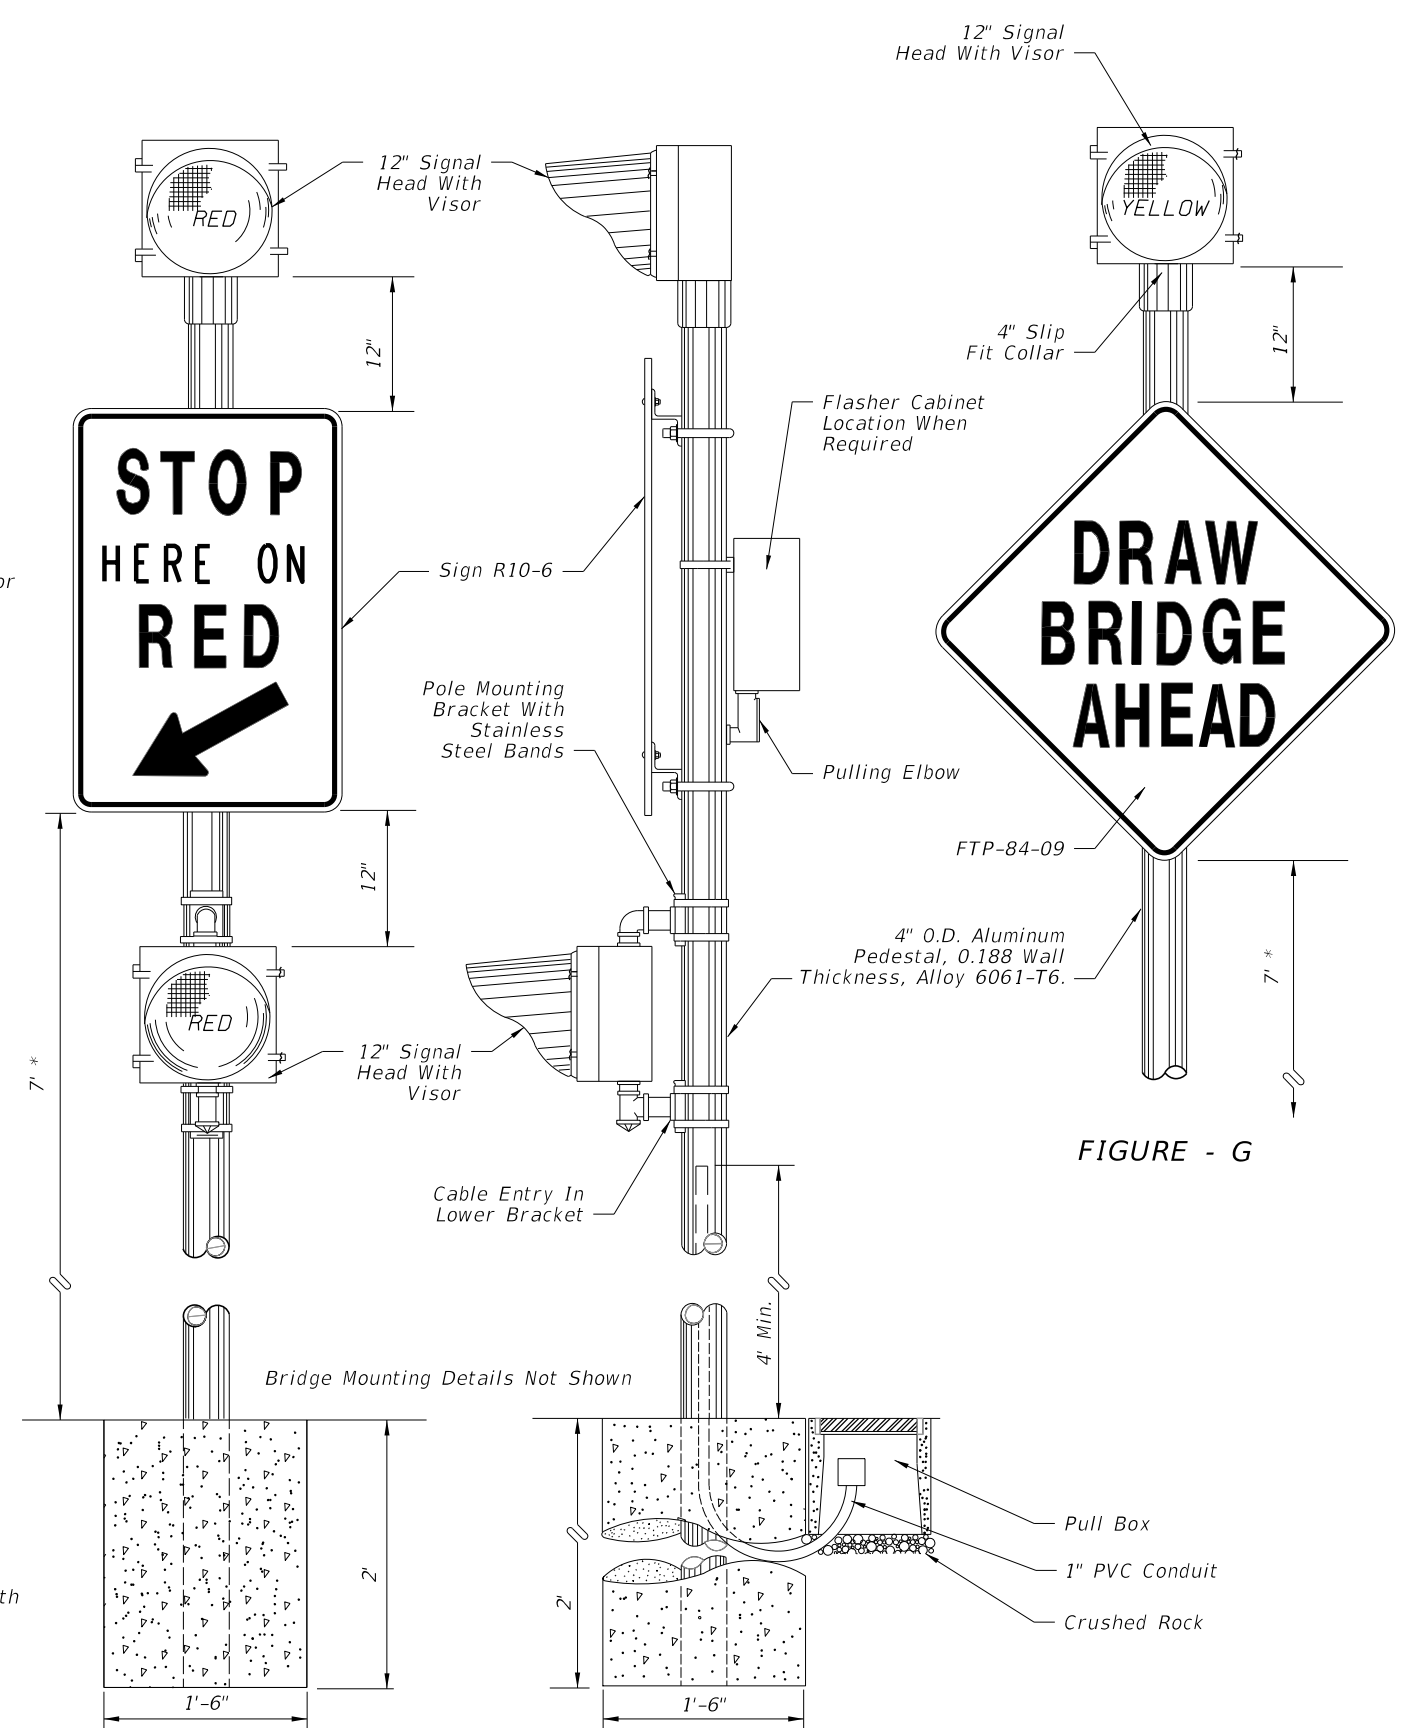 12" Signal
Head With Visor
12" Signal
Head With
Visor
RED
YELLOW
4" Slip
Fit Collar
12"
12"
Flasher Cabinet
Location When
Required
STOP
HERE ON
RED
Sign R10-6
DRAW
BRIDGE
AHEAD
or
Pole Mounting
Bracket With
Stainless
Steel Bands
Pulling Elbow
FTP-84-09
12"
4" O.D. Aluminum
Pedestal, 0.188 Wall
Thickness, Alloy 6061-T6.
7' *
RED
12" Signal
Head With
Visor
7' *
FIGURE - G
Cable Entry In
Lower Bracket
4' Min.
Bridge Mounting Details Not Shown
Pull Box
1" PVC Conduit
Crushed Rock
2'
2'
th
1'-6"
1'-6"